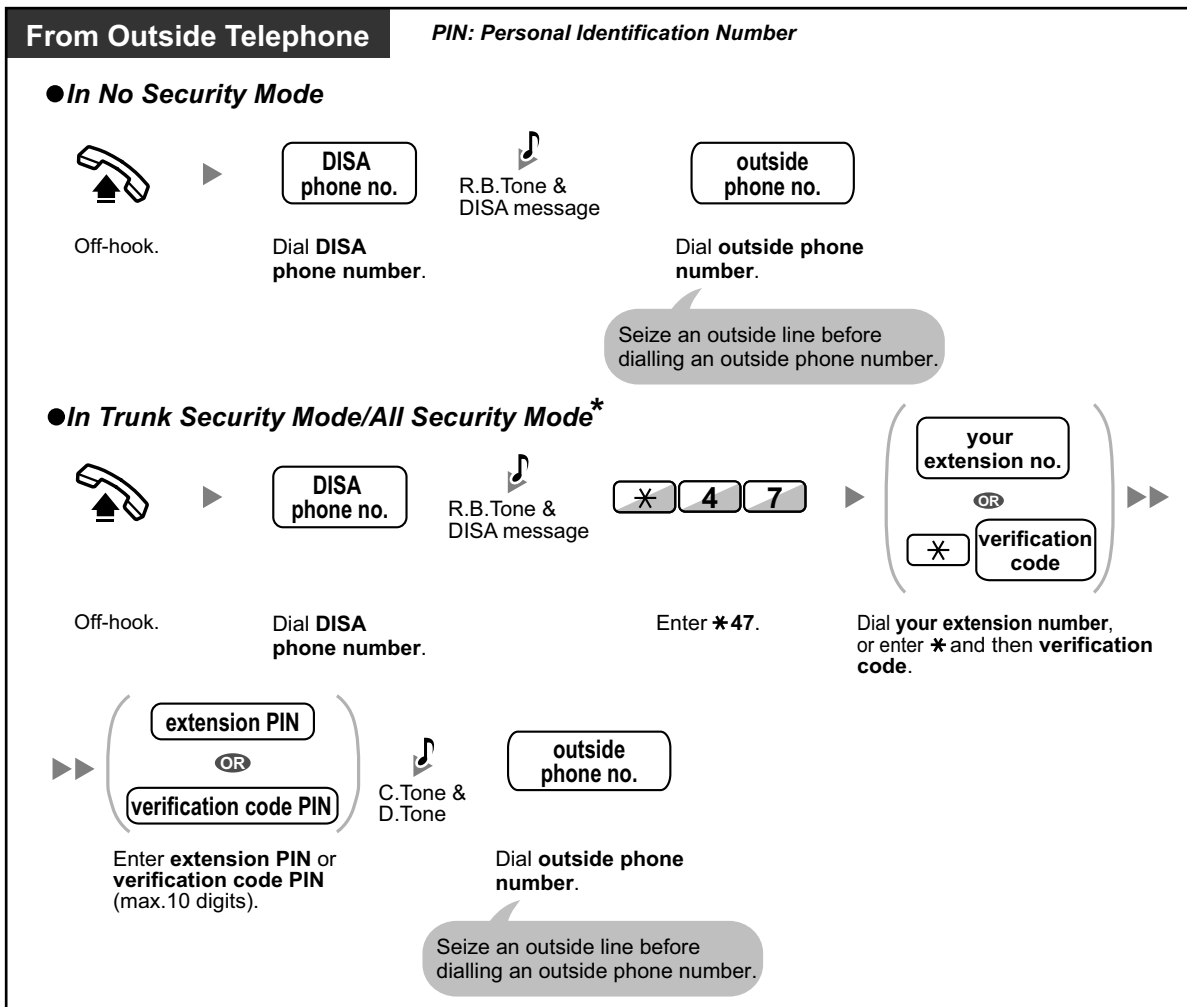 From Outside Telephone
PIN: Personal Identification Number
●In No Security Mode
DISA
phone no.
R.B.Tone &
DISA message
outside
phone no.
Off-hook.
Dial DISA
phone number.
Dial outside phone
number.
Seize an outside line before
dialling an outside phone number.
●In Trunk Security Mode/All Security Mode*
DISA
phone no.
R.B.Tone &
DISA message
* 4 7
your
extension no.
OR
* verification
code
Off-hook.
Dial DISA
phone number.
Enter *47.
Dial your extension number,
or enter * and then verification
code.
extension PIN
OR
verification code PIN
C.Tone &
D.Tone
outside
phone no.
Enter extension PIN or
verification code PIN
(max.10 digits).
Dial outside phone
number.
Seize an outside line before
dialling an outside phone number.